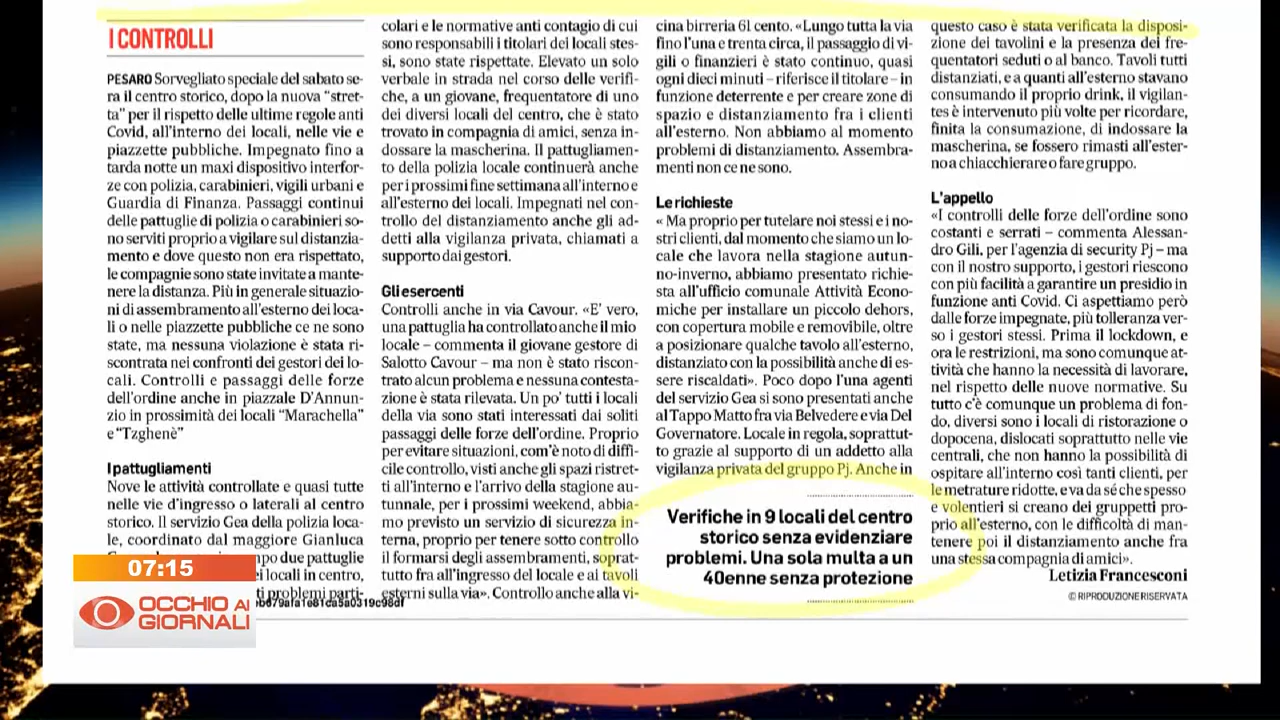 I CONTROLLI
PESARO Sorvegliato speciale del sabato se-
ra il centro storico, dopo la nuova “stret-
ta” per il rispetto delle ultime regole anti
Covid, all'interno dei locali, nelle vie e
piazzette pubbliche. Impegnato fino a
tarda notte un maxi dispositivo interfor-
ze con polizia, carabinieri, vigili urbani e
Guardia di Finanza. Passaggi continui
delle pattuglie di polizia o carabinieri so-
no serviti proprio a vigilare sul distanzia-
mento e dove questo non era rispettato,
le compagnie sono state invitate a mante-
nere la distanza. Più in generale situazio-
ni di assembramento all'esterno dei loca-
li o nelle piazzette pubbliche ce ne sono
state, ma nessuna violazione è stata ri-
scontrata nei confronti dei gestori dei lo-
cali. Controlli e passaggi delle forze
dell'ordine anche in piazzale D'Annun-
zio in prossimità dei locali “Marachella”
e “Tzghenè”
I pattugliamenti
Nove le attività controllate e quasi tutte
nelle vie d'ingresso o laterali al centro
storico. Il servizio Gea della polizia loca-
le, coordinato dal maggiore Gianluca
mpo due pattuglie
ei locali in centro,
ti problemi parti-
colari e le normative anti contagio di cui
sono responsabili i titolari dei locali stes-
si, sono state rispettate. Elevato un solo
verbale in strada nel corso delle verifi-
che, a un giovane, frequentatore di uno
dei diversi locali del centro, che è stato
trovato in compagnia di amici, senza in-
dossare la mascherina. Il pattugliamen-
to della polizia locale continuerà anche
per i prossimi fine settimana all'interno e
all'esterno dei locali. Impegnati nel con-
trollo del distanziamento anche gli ad-
detti alla vigilanza privata, chiamati a
supporto dai gestori.
Gli esercenti
Controlli anche in via Cavour. «E' vero,
una pattuglia ha controllato anche il mio
locale – commenta il giovane gestore di
Salotto Cavour – ma non è stato riscon-
trato alcun problema e nessuna contesta-
zione è stata rilevata. Un po' tutti i locali
della via sono stati interessati dai soliti
passaggi delle forze dell'ordine. Proprio
per evitare situazioni, com'è noto di diffi-
cile controllo, visti anche gli spazi ristret-
ti all'interno e l'arrivo della stagione au-
tunnale, per i prossimi weekend, abbia-
mo previsto un servizio di sicurezza in-
terna, proprio per tenere sotto controllo
il formarsi degli assembramenti, soprat-
tutto fra all'ingresso del locale e ai tavoli
esterni sulla via». Controllo anche alla vi-
cina birreria 61 cento. «Lungo tutta la via
fino l'una e trenta circa, il passaggio di vi-
gili o finanzieri è stato continuo, quasi
ogni dieci minuti – riferisce il titolare – in
funzione deterrente e per creare zone di
spazio e distanziamento fra i clienti
all'esterno. Non abbiamo al momento
problemi di distanziamento. Assembra-
menti non ce ne sono.
Le richieste
« Ma proprio per tutelare noi stessi e i no-
stri clienti, dal momento che siamo un lo-
cale che lavora nella stagione autun-
no-inverno, abbiamo presentato richie-
sta all'ufficio comunale Attività Econo-
miche per installare un piccolo dehors,
con copertura mobile e removibile, oltre
a posizionare qualche tavolo all'esterno,
distanziato con la possibilità anche di es-
sere riscaldati». Poco dopo l'una agenti
del servizio Gea si sono presentati anche
al Tappo Matto fra via Belvedere e via Del
Governatore. Locale in regola, soprattut-
to grazie al supporto di un addetto alla
vigilanza privata del gruppo Pj. Anche in
Verifiche in 9 locali del centro
storico senza evidenziare
problemi. Una sola multa a un
40enne senza protezione
questo caso è stata verificata la disposi-
zione dei tavolini e la presenza dei fre-
quentatori seduti o al banco. Tavoli tutti
distanziati, e a quanti all'esterno stavano
consumando il proprio drink, il vigilan-
tes è intervenuto più volte per ricordare,
finita la consumazione, di indossare la
mascherina, se fossero rimasti all'ester-
no a chiacchierare o fare gruppo.
L'appello
«I controlli delle forze dell'ordine sono
costanti e serrati – commenta Alessan-
dro Gili, per l'agenzia di security Pj – ma
con il nostro supporto, i gestori riescono
con più facilità a garantire un presidio in
funzione anti Covid. Ci aspettiamo però
dalle forze impegnate, più tolleranza ver-
so i gestori stessi. Prima il lockdown, e
ora le restrizioni, ma sono comunque at-
tività che hanno la necessità di lavorare,
nel rispetto delle nuove normative. Su
tutto c'è comunque un problema di fon-
do, diversi sono i locali di ristorazione o
dopocena, dislocati soprattutto nelle vie
centrali, che non hanno la possibilità di
ospitare all'interno così tanti clienti, per
le metrature ridotte, e va da sé che spesso
e volentieri si creano dei gruppetti pro-
prio all'esterno, con le difficoltà di man-
tenere poi il distanziamento anche fra
una stessa compagnia di amici».
Letizia Francesconi
© RIPRODUZIONE RISERVATA
07:15
OCCHIO AI
GIORNALI